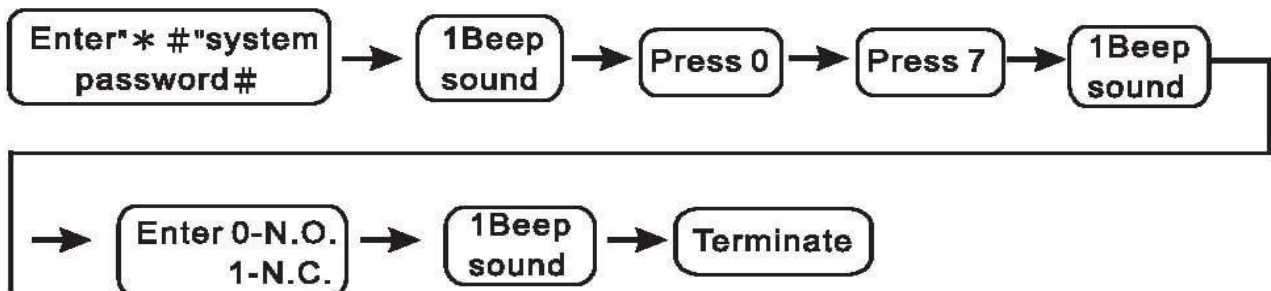 Enter"* #"system
password#
1Beep
sound
Press 0
Press 7
1Beep
sound
Enter 0-N.O.
1-N.C.
1Beep
sound
Terminate